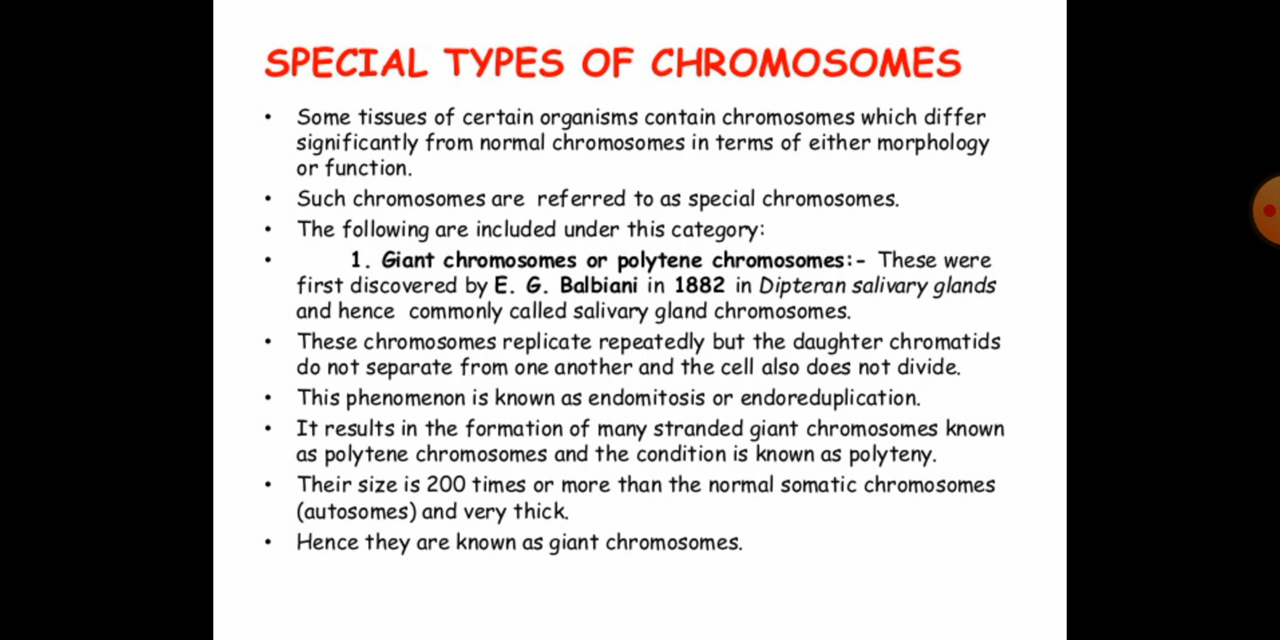 SPECIAL TYPES OF CHROMOSOMES
• Some tissues of certain organisms contain chromosomes which differ
significantly from normal chromosomes in terms of either morphology
or function.
• Such chromosomes are referred to as special chromosomes.
• The following are included under this category:
• 1. Giant chromosomes or polytene chromosomes:- These were
first discovered by E. G. Balbiani in 1882 in Dipteran salivary glands
and hence commonly called salivary gland chromosomes.
• These chromosomes replicate repeatedly but the daughter chromatids
do not separate from one another and the cell also does not divide.
• This phenomenon is known as endomitosis or endoreduplication.
• It results in the formation of many stranded giant chromosomes known
as polytene chromosomes and the condition is known as polyteny.
• Their size is 200 times or more than the normal somatic chromosomes
(autosomes) and very thick.
• Hence they are known as giant chromosomes.